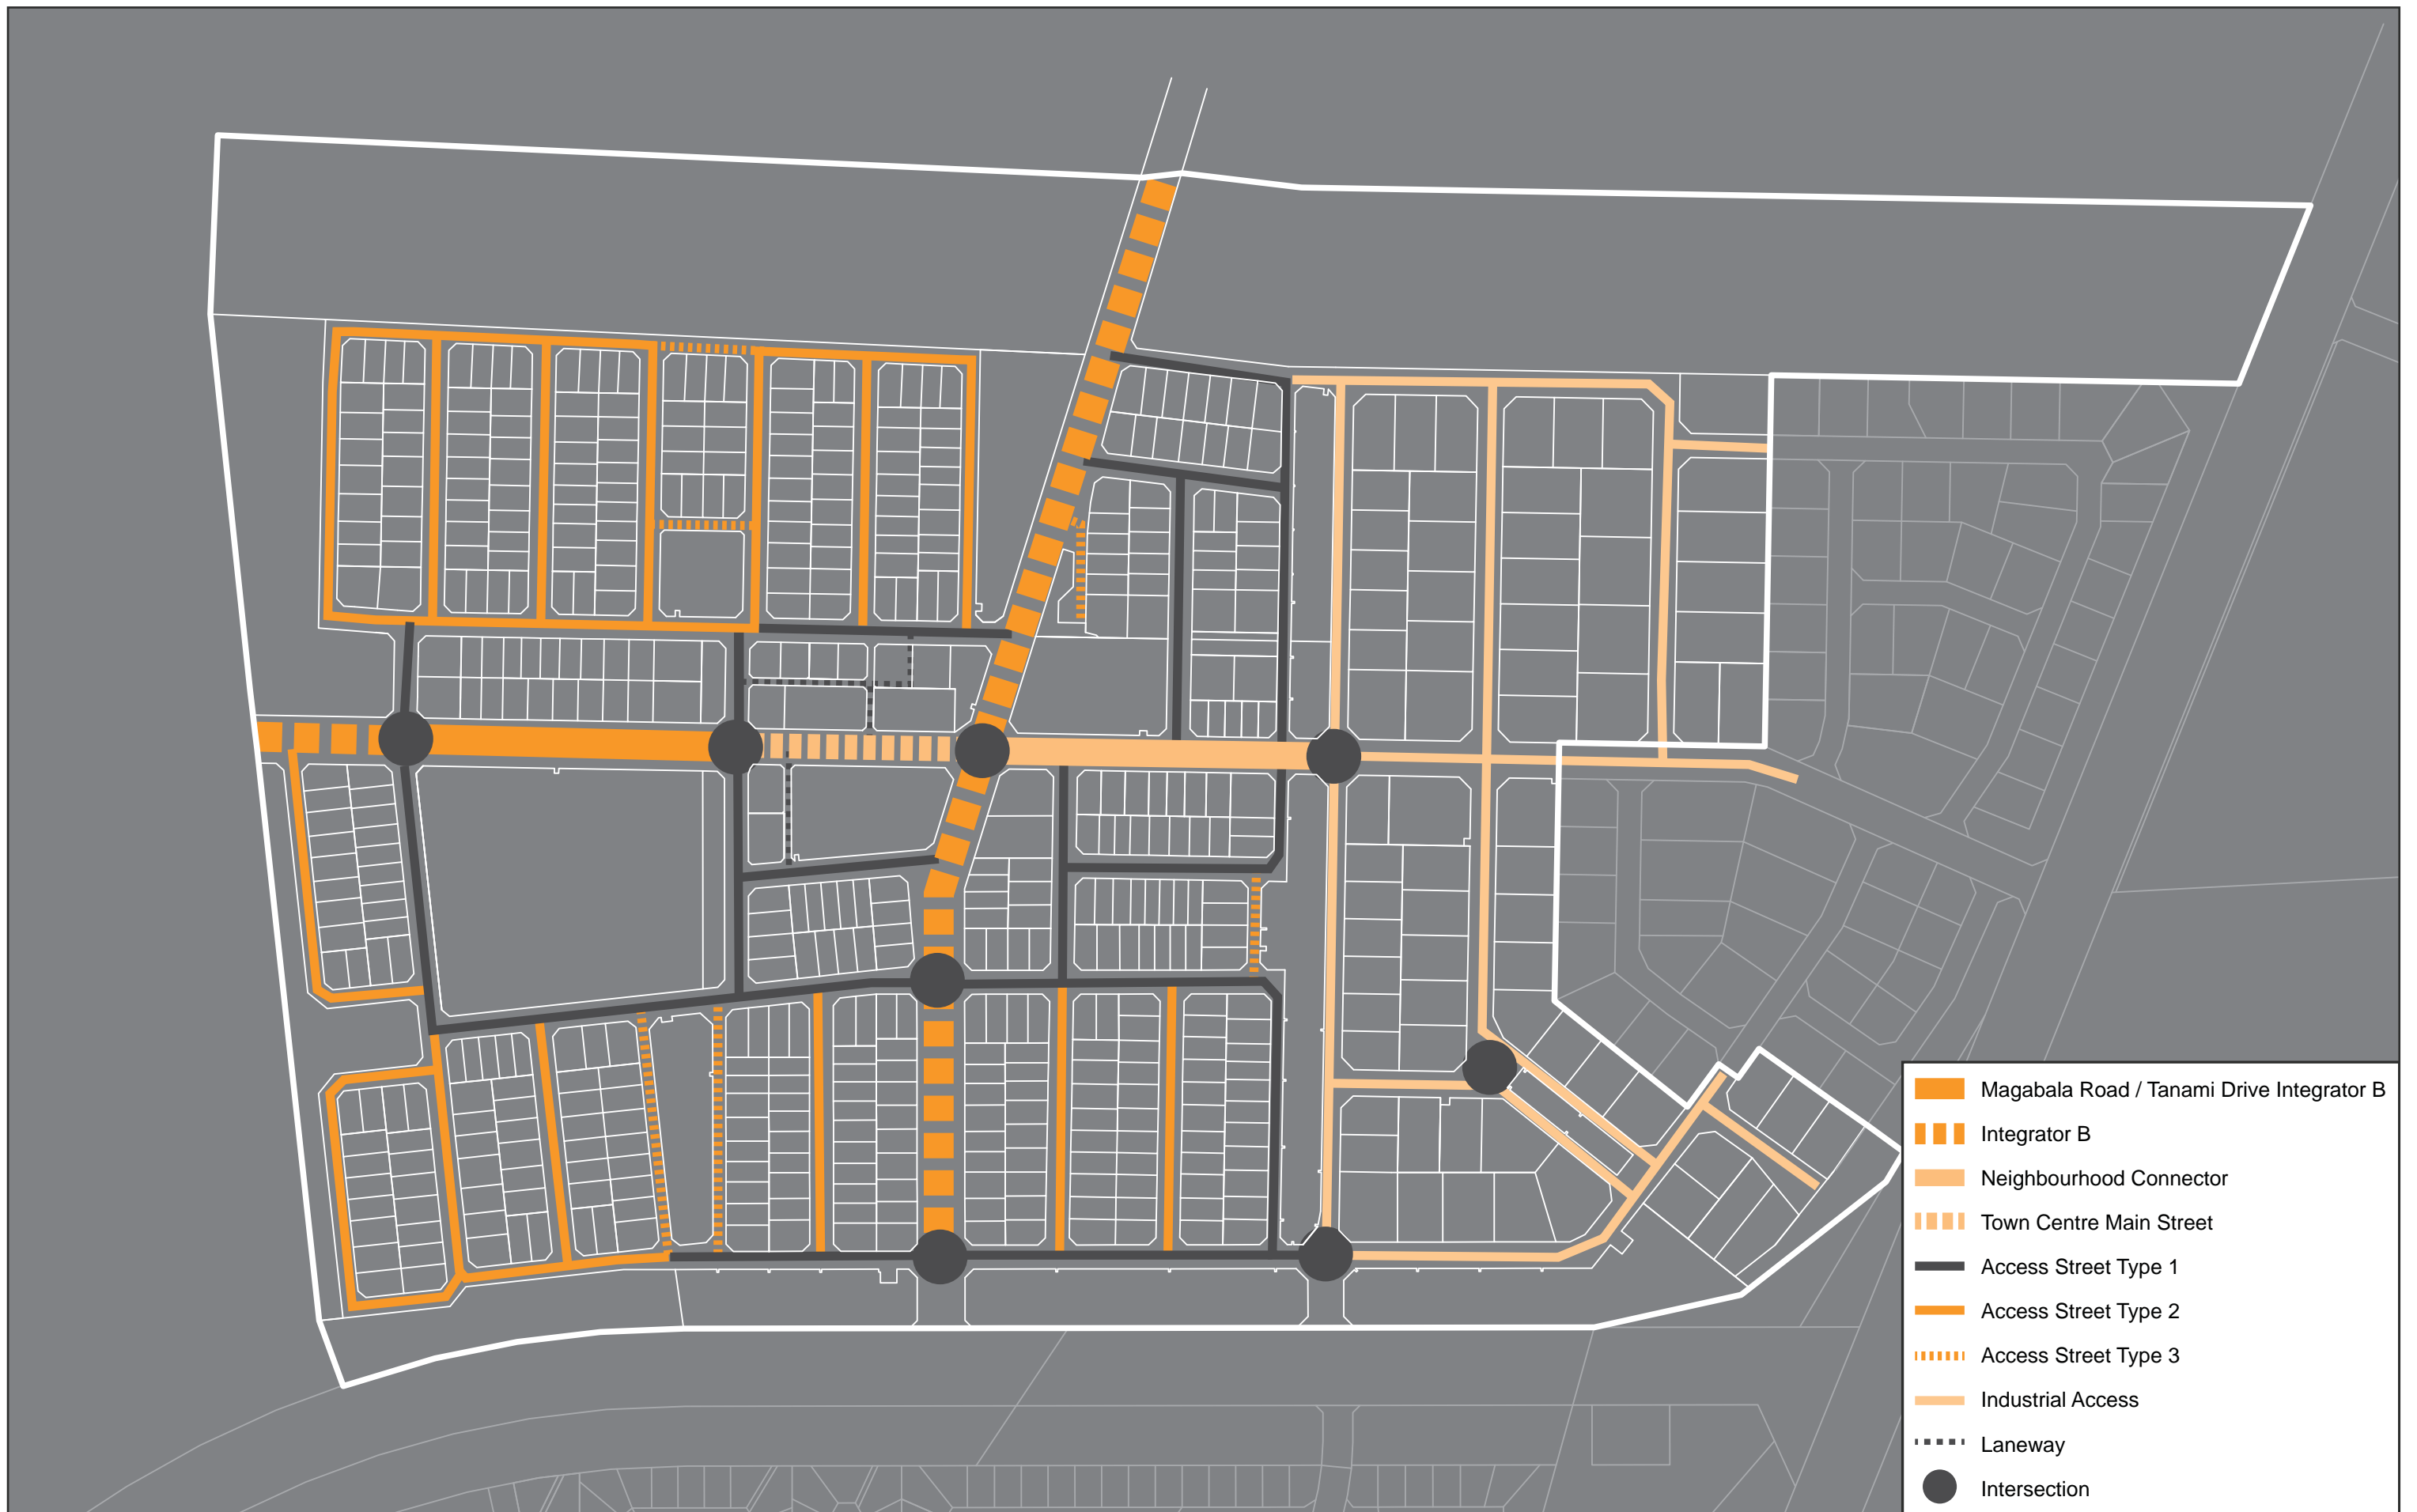 Magabala Road / Tanami Drive Integrator B
Integrator B
Neighbourhood Connector
Town Centre Main Street
Access Street Type 1
Access Street Type 2
Access Street Type 3
Industrial Access
Laneway
Intersection